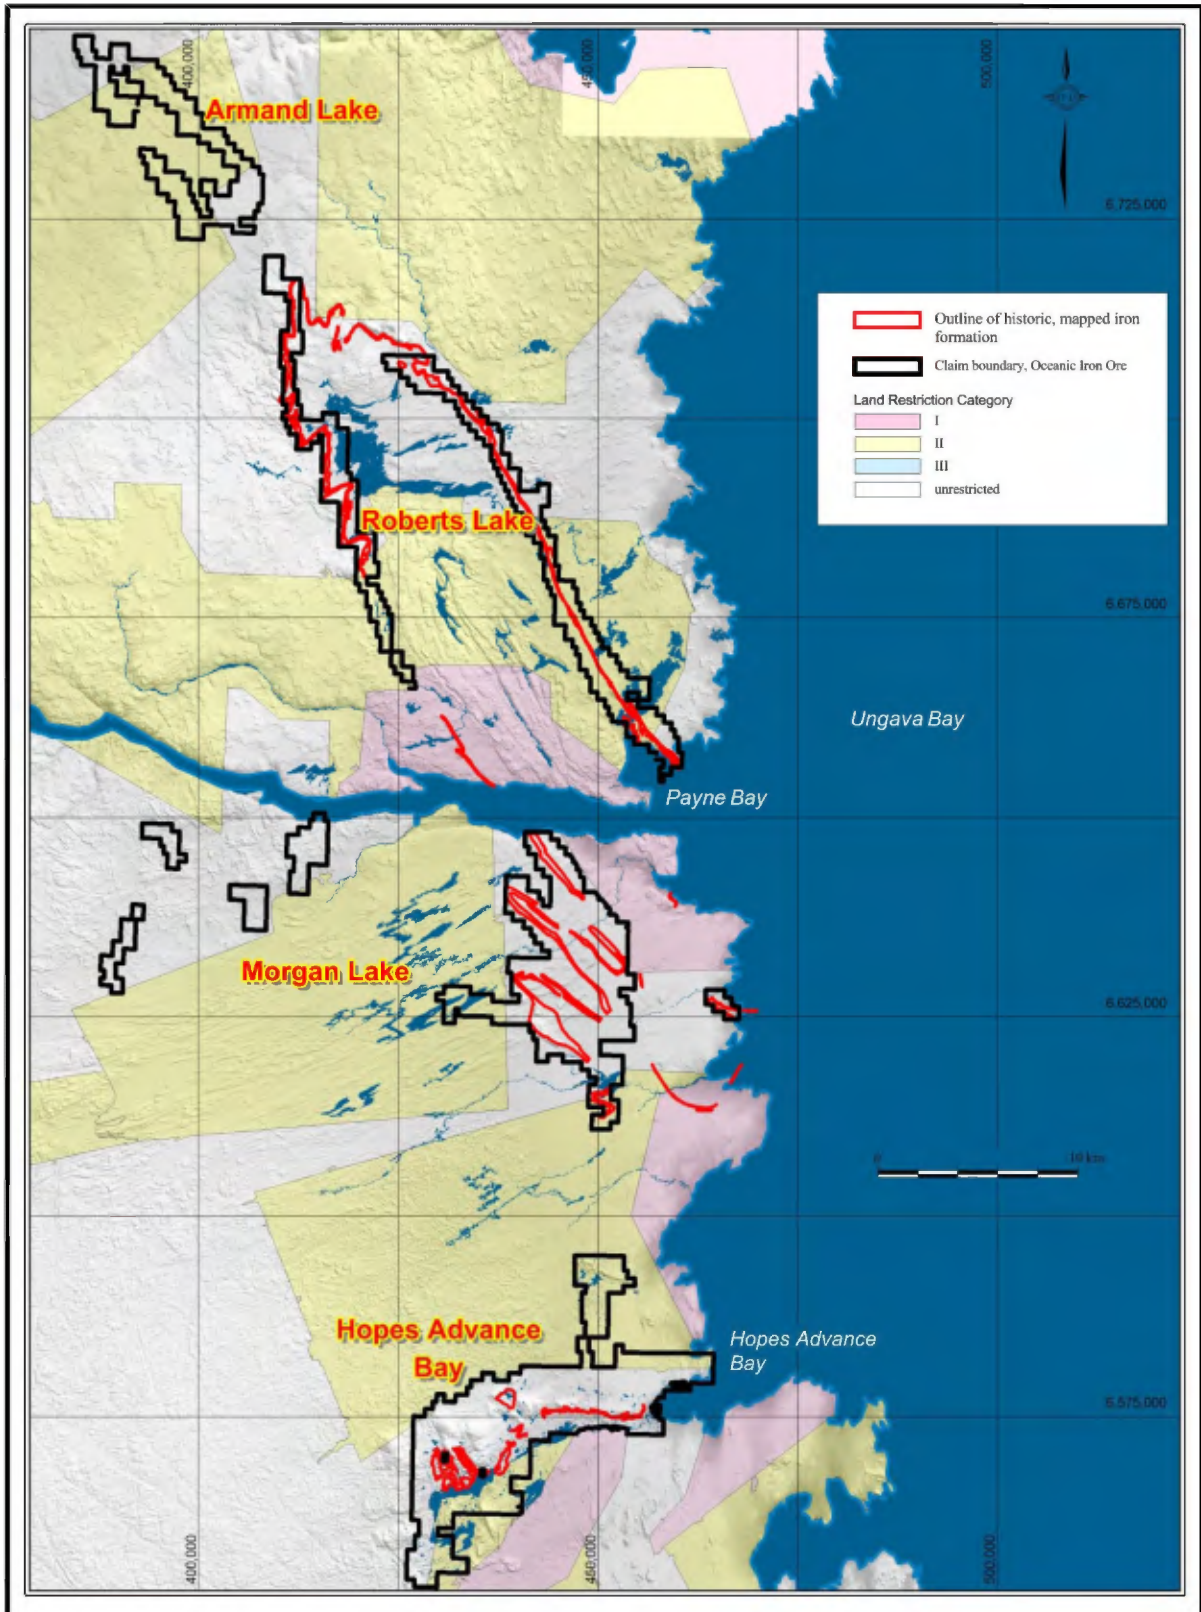 400,000
450,000
500,000
Armand Lake
6,725,000
Outline of historic, mapped iron
formation
Claim boundary, Oceanic Iron Ore
Land Restriction Category
I
II
III
unrestricted
Roberts Lake
6,675,000
Ungava Bay
Payne Bay
Morgan Lake
6,625,000
0
10 km
Hopes Advance
Bay
Hopes Advance
Bay
6,575,000
400,000
450,000
500,000